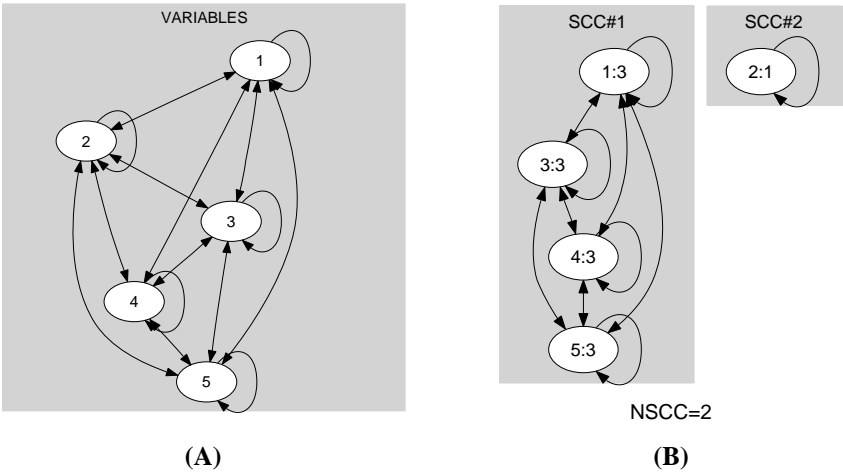 VARIABLES
1
2
3
4
5
(A)
SCC#1
1:3
3:3
4:3
5:3
SCC#2
2:1
NSCC=2
(B)